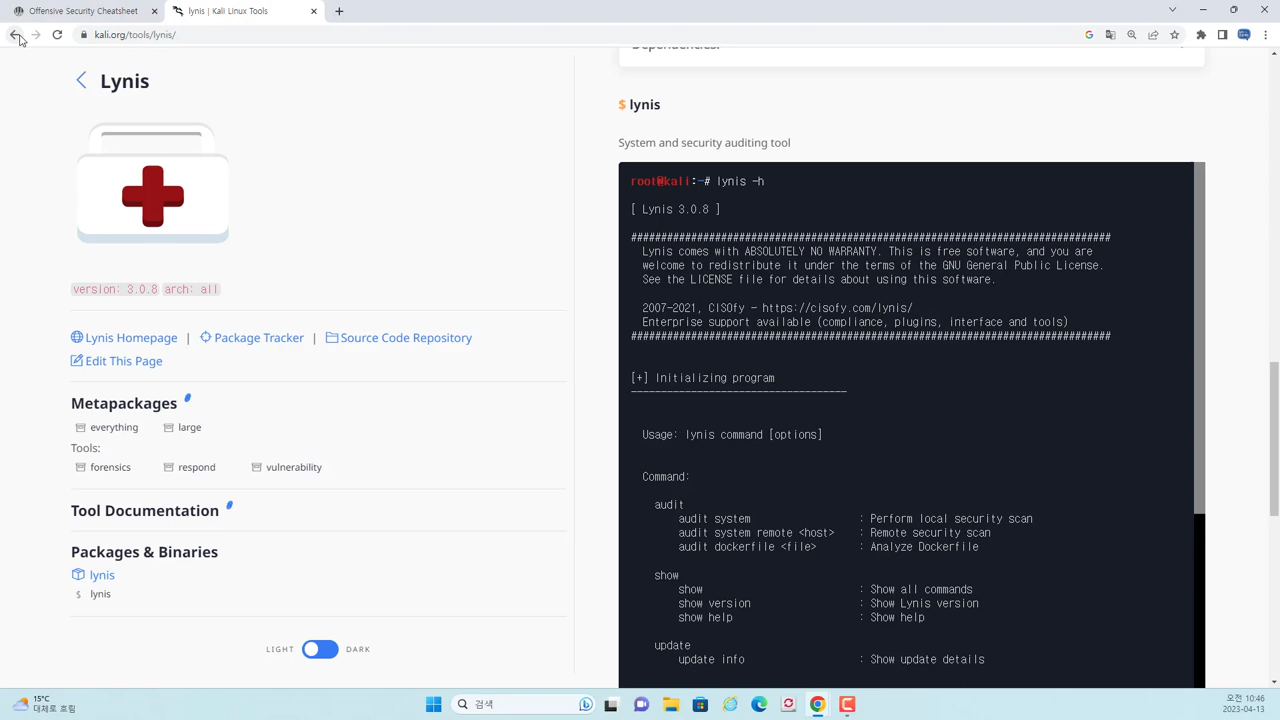 Offensive Security Cheatsheet
lynis | Kali Linux Tools
kali.org/tools/lynis/
Lynis
version: 3.0.8 arch: all
Lynis Homepage | Package Tracker | Source Code Repository
Edit This Page
Metapackages
everything large
Tools:
forensics respond vulnerability
Tool Documentation
Packages & Binaries
lynis
$ lynis
LIGHT DARK
Dependencies:
$ lynis
System and security auditing tool
root@kali:~# lynis -h
[ Lynis 3.0.8 ]
################################################################################
Lynis comes with ABSOLUTELY NO WARRANTY. This is free software, and you are
welcome to redistribute it under the terms of the GNU General Public License.
See the LICENSE file for details about using this software.
2007-2021, CISOfy - https://cisofy.com/lynis/
Enterprise support available (compliance, plugins, interface and tools)
################################################################################
[+] Initializing program
------------------------------------
Usage: lynis command [options]
Command:
audit
audit system : Perform local security scan
audit system remote <host> : Remote security scan
audit dockerfile <file> : Analyze Dockerfile
show
show : Show all commands
show version : Show Lynis version
show help : Show help
update
update info : Show update details
15°C
대체로 흐림
검색
오전 10:46
2023-04-13